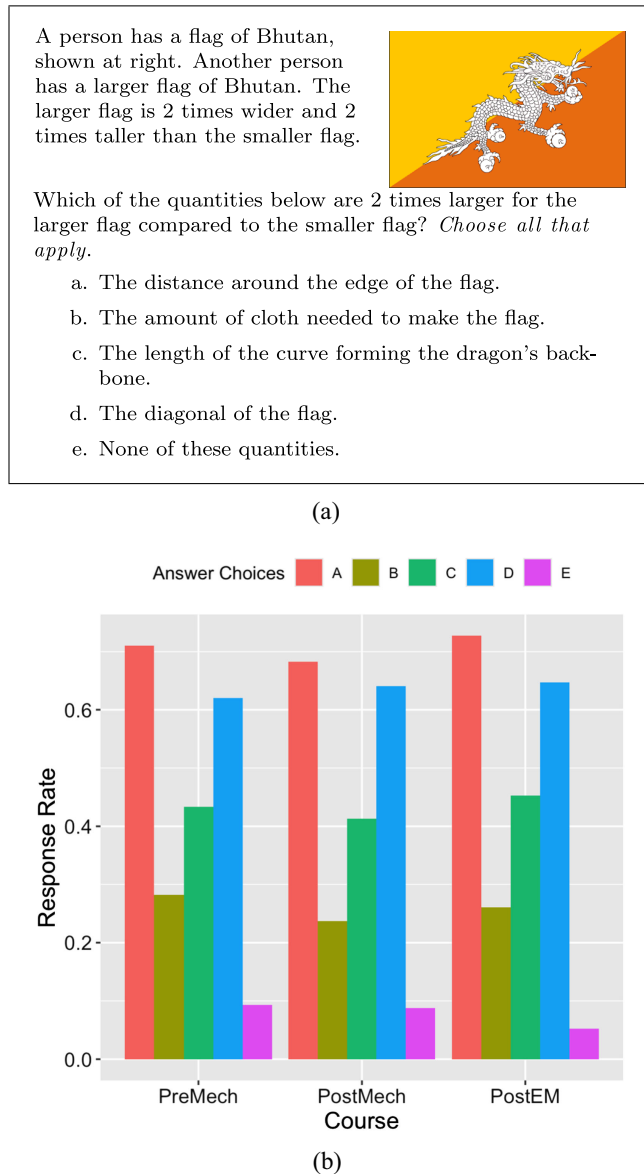 A person has a flag of Bhutan,
shown at right. Another person
has a larger flag of Bhutan. The
larger flag is 2 times wider and 2
times taller than the smaller flag.
Which of the quantities below are 2 times larger for the
larger flag compared to the smaller flag? Choose all that
apply.
a. The distance around the edge of the flag.
b. The amount of cloth needed to make the flag.
c. The length of the curve forming the dragon's back-
bone.
d. The diagonal of the flag.
e. None of these quantities.
(a)
Answer Choices A B C D E
Response Rate
0.6
0.4
0.2
0.0
PreMech PostMech PostEM
Course
(b)